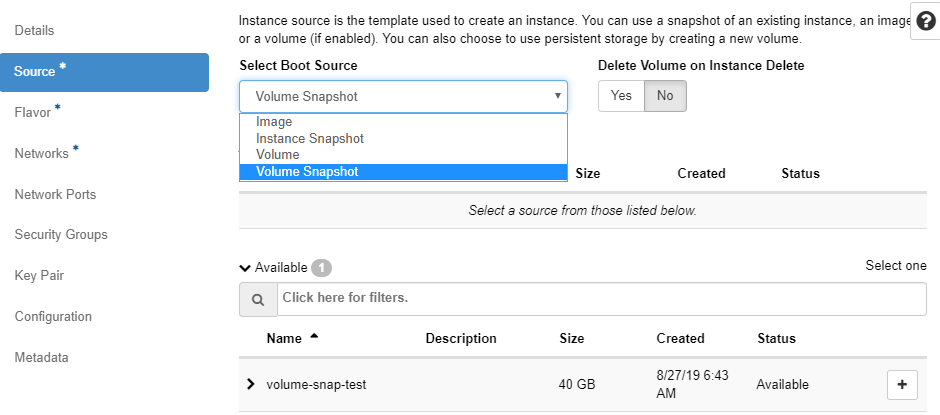 Instance source is the template used to create an instance. You can use a snapshot of an existing instance, an image
or a volume (if enabled). You can also choose to use persistent storage by creating a new volume.
?
Details
Source *
Flavor *
Networks *
Network Ports
Security Groups
Key Pair
Configuration
Metadata
Select Boot Source
Delete Volume on Instance Delete
Volume Snapshot
Yes No
Image
Instance Snapshot
Volume
Volume Snapshot
Size Created Status
Select a source from those listed below.
Available 1
Select one
Click here for filters.
Name Description Size Created Status
volume-snap-test 40 GB 8/27/19 6:43 Available +
AM